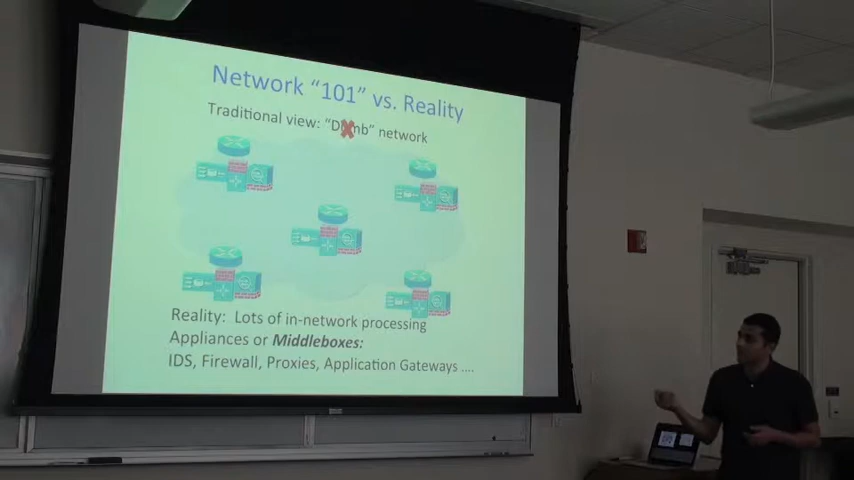 Network “101” vs. Reality
Traditional view: “Dumb” network
Reality: Lots of in-network processing
Appliances or Middleboxes:
IDS, Firewall, Proxies, Application Gateways ....